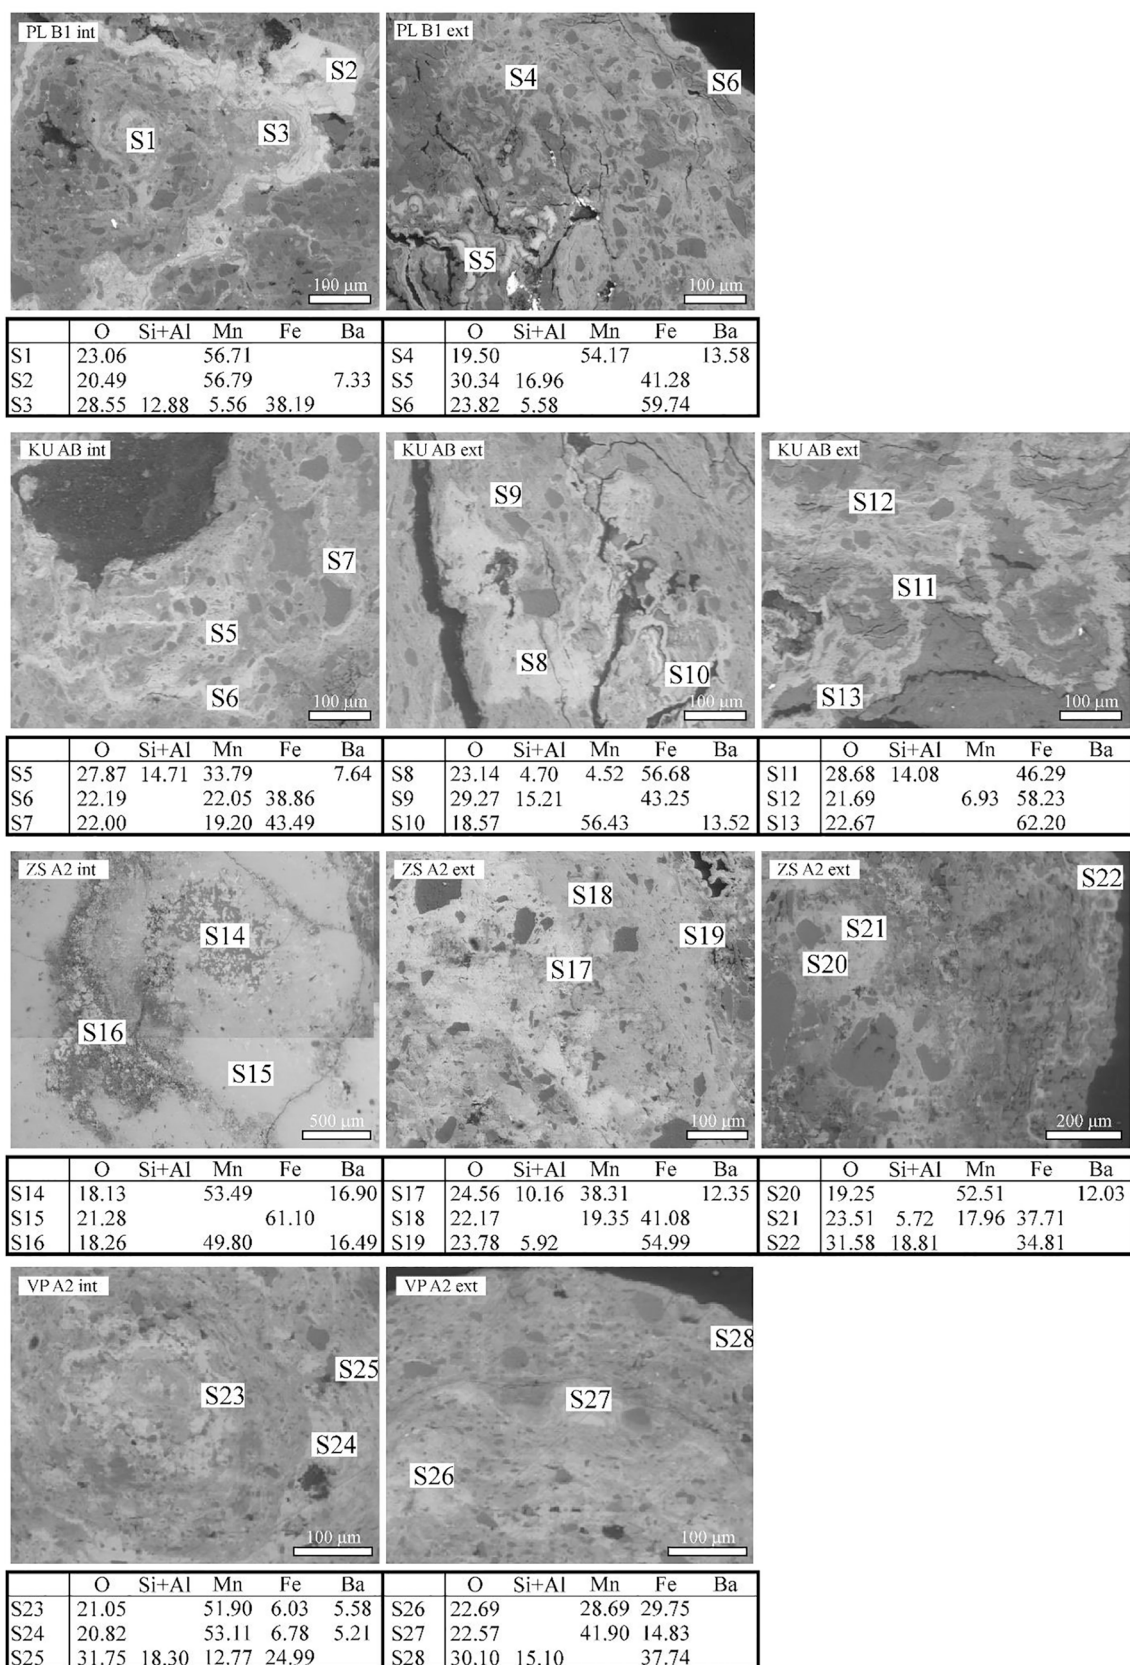 PL B1 int
S1
S2
S3
100 µm
PL B1 ext
S4
S6
S5
100 µm
O Si+Al Mn Fe Ba
S1 23.06 56.71
S2 20.49 56.79 7.33
S3 28.55 12.88 5.56 38.19
O Si+Al Mn Fe Ba
S4 19.50 54.17 13.58
S5 30.34 16.96 41.28
S6 23.82 5.58 59.74
KU AB int
S7
S5
S6
100 µm
KU AB ext
S9
S8
S10
100 µm
KU AB ext
S12
S11
S13
100 µm
O Si+Al Mn Fe Ba
S5 27.87 14.71 33.79 7.64
S6 22.19 22.05 38.86
S7 22.00 19.20 43.49
O Si+Al Mn Fe Ba
S8 23.14 4.70 4.52 56.68
S9 29.27 15.21 43.25
S10 18.57 56.43 13.52
O Si+Al Mn Fe Ba
S11 28.68 14.08 46.29
S12 21.69 6.93 58.23
S13 22.67 62.20
ZS A2 int
S14
S16
S15
500 µm
ZS A2 ext
S18
S19
S17
100 µm
ZS A2 ext
S22
S21
S20
200 µm
O Si+Al Mn Fe Ba
S14 18.13 53.49 16.90
S15 21.28 61.10
S16 18.26 49.80 16.49
O Si+Al Mn Fe Ba
S17 24.56 10.16 38.31 12.35
S18 22.17 19.35 41.08
S19 23.78 5.92 54.99
O Si+Al Mn Fe Ba
S20 19.25 52.51 12.03
S21 23.51 5.72 17.96 37.71
S22 31.58 18.81 34.81
VP A2 int
S25
S23
S24
100 µm
VP A2 ext
S28
S27
S26
100 µm
O Si+Al Mn Fe Ba
S23 21.05 51.90 6.03 5.58
S24 20.82 53.11 6.78 5.21
S25 31.75 18.30 12.77 24.99
O Si+Al Mn Fe Ba
S26 22.69 28.69 29.75
S27 22.57 41.90 14.83
S28 30.10 15.10 37.74